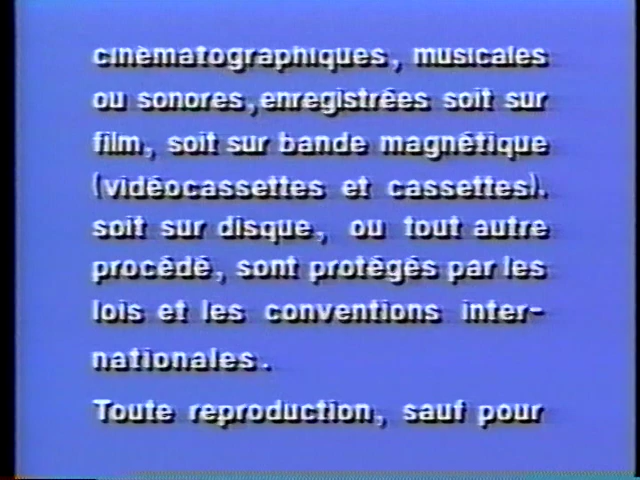 cinématographiques, musicales
ou sonores, enregistrées soit sur
film, soit sur bande magnétique
(vidéocassettes et cassettes).
soit sur disque, ou tout autre
procédé, sont protégés par les
lois et les conventions inter-
nationales.
Toute reproduction, sauf pour